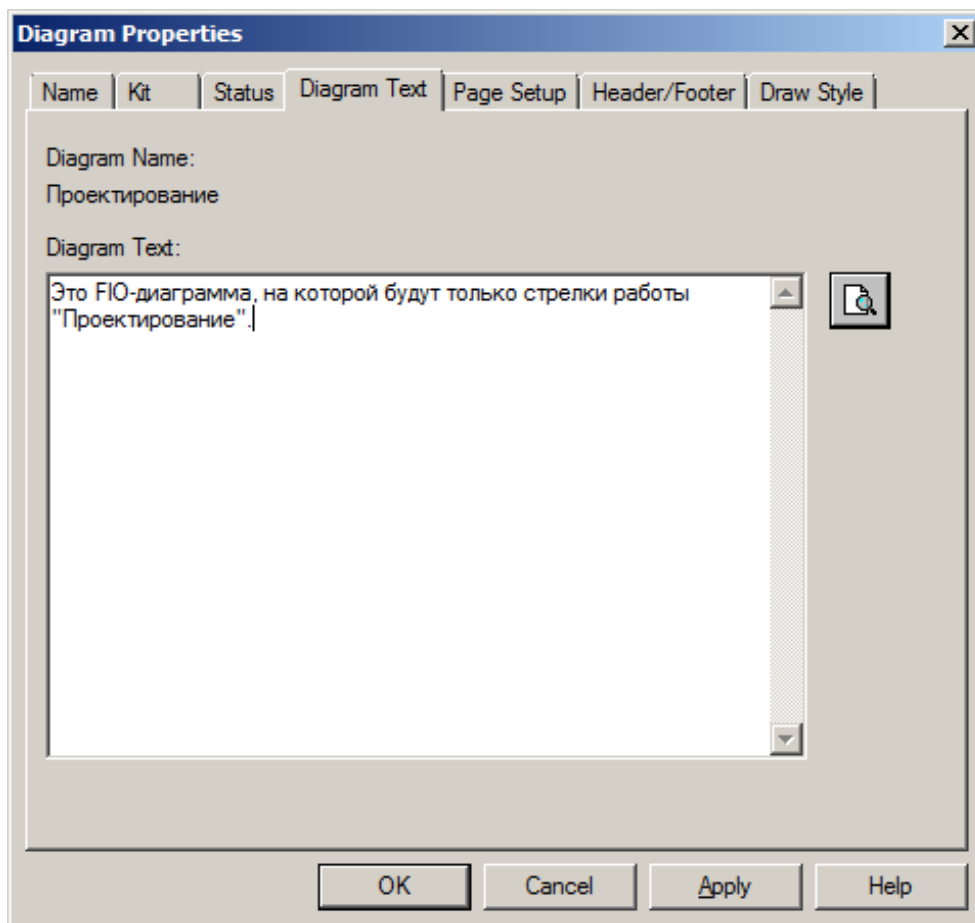 Diagram Properties
Name Kit Status Diagram Text Page Setup Header/Footer Draw Style
Diagram Name:
Проектирование
Diagram Text:
Это FIO-диаграмма, на которой будут только стрелки работы
"Проектирование".
OK Cancel Apply Help